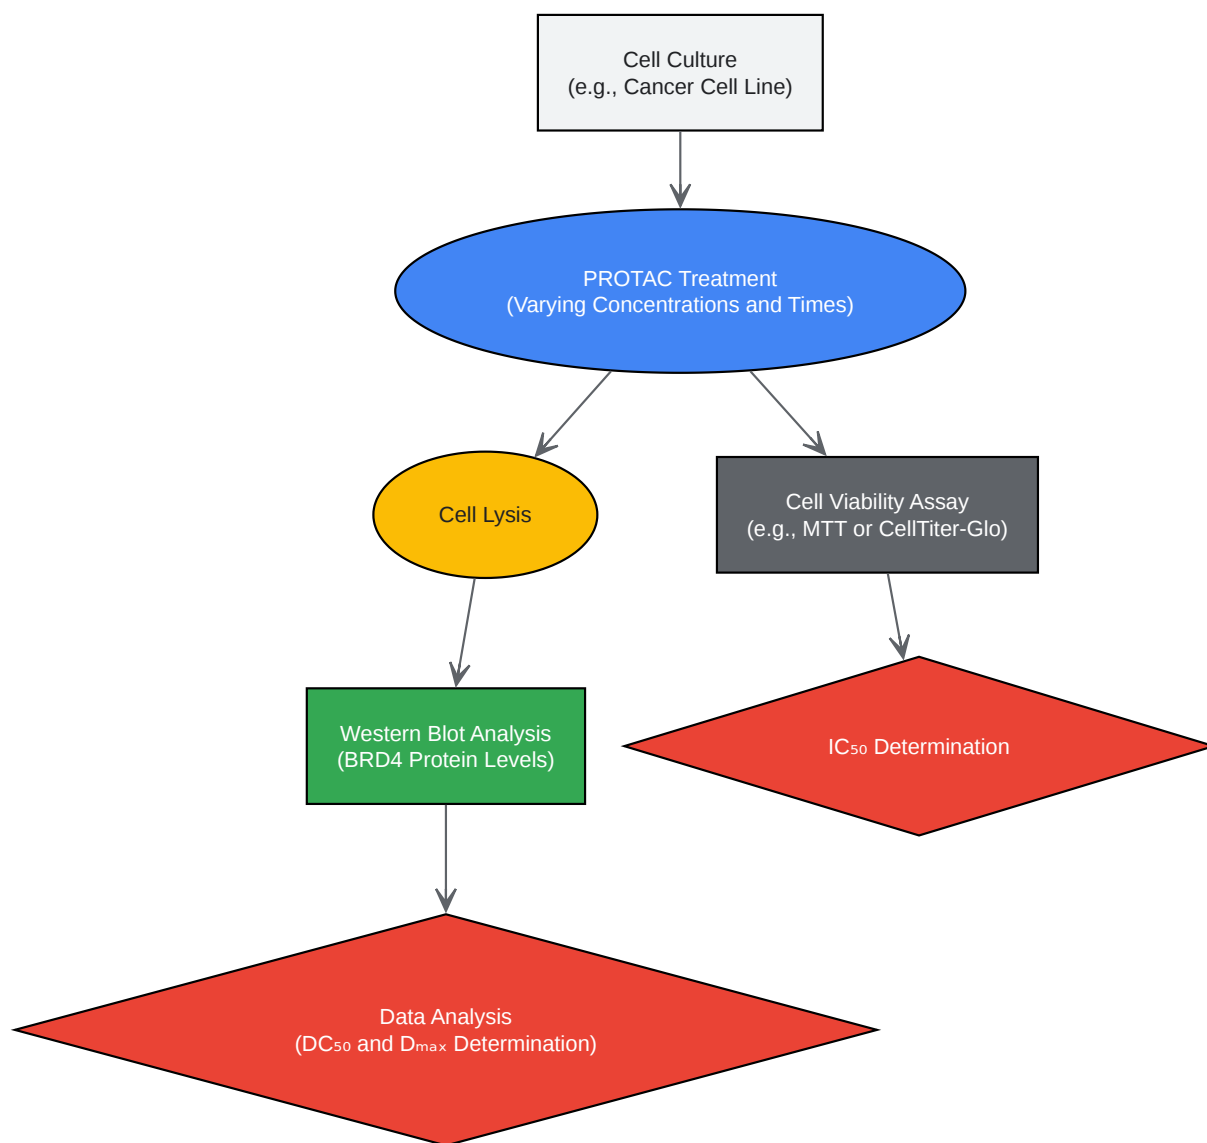 Cell Culture
(e.g., Cancer Cell Line)
PROTAC Treatment
(Varying Concentrations and Times)
Cell Lysis
Cell Viability Assay
(e.g., MTT or CellTiter-Glo)
Western Blot Analysis
(BRD4 Protein Levels)
IC₅₀ Determination
Data Analysis
(DC₅₀ and Dₘₐₓ Determination)